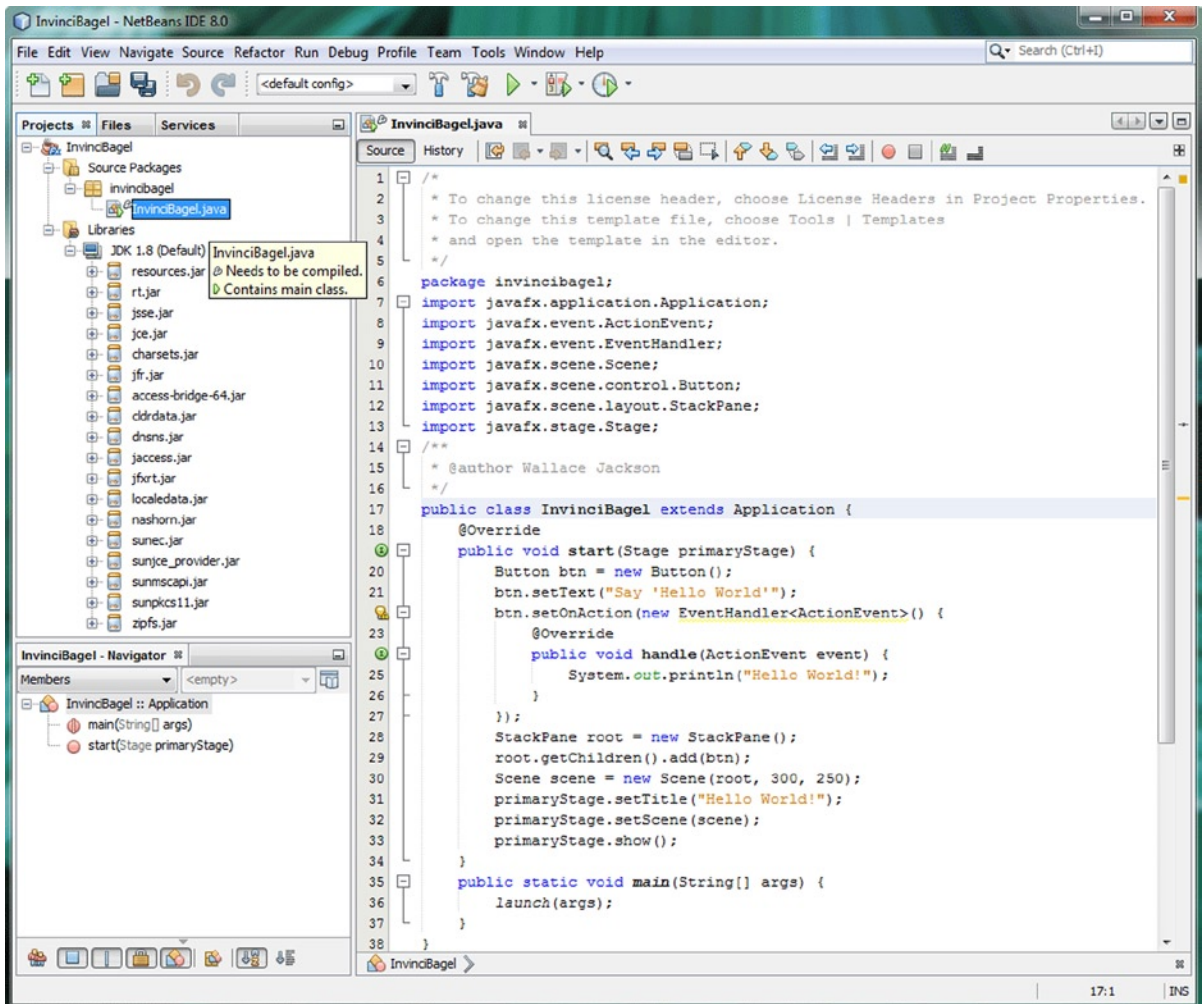 InvinciBagel - NetBeans IDE 8.0
File Edit View Navigate Source Refactor Run Debug Profile Team Tools Window Help
Search (Ctrl+I)
<default config>
Projects Files Services
InvinciBagel
Source Packages
invincibagel
InvinciBagel.java
Libraries
JDK 1.8 (Default)
resources.jar
rt.jar
jsse.jar
jce.jar
charsets.jar
jfr.jar
access-bridge-64.jar
cldrdata.jar
dnsns.jar
jaccess.jar
jfxrt.jar
localedata.jar
nashorn.jar
sunec.jar
sunjce_provider.jar
sunmscapi.jar
sunpkcs11.jar
zipfs.jar
InvinciBagel.java
Needs to be compiled.
Contains main class.
InvinciBagel - Navigator
Members <empty>
InvinciBagel :: Application
main(String[] args)
start(Stage primaryStage)
InvinciBagel.java
Source History
1 /*
2 * To change this license header, choose License Headers in Project Properties.
3 * To change this template file, choose Tools | Templates
4 * and open the template in the editor.
5 */
6 package invincibagel;
7 import javafx.application.Application;
8 import javafx.event.ActionEvent;
9 import javafx.event.EventHandler;
10 import javafx.scene.Scene;
11 import javafx.scene.control.Button;
12 import javafx.scene.layout.StackPane;
13 import javafx.stage.Stage;
14 /**
15 * @author Wallace Jackson
16 */
17 public class InvinciBagel extends Application {
18 @Override
public void start(Stage primaryStage) {
20 Button btn = new Button();
21 btn.setText("Say 'Hello World'");
btn.setOnAction(new EventHandler<ActionEvent>() {
23 @Override
public void handle(ActionEvent event) {
25 System.out.println("Hello World!");
26 }
27 });
28 StackPane root = new StackPane();
29 root.getChildren().add(btn);
30 Scene scene = new Scene(root, 300, 250);
31 primaryStage.setTitle("Hello World!");
32 primaryStage.setScene(scene);
33 primaryStage.show();
34 }
35 public static void main(String[] args) {
36 launch(args);
37 }
38 }
InvinciBagel
17:1 INS